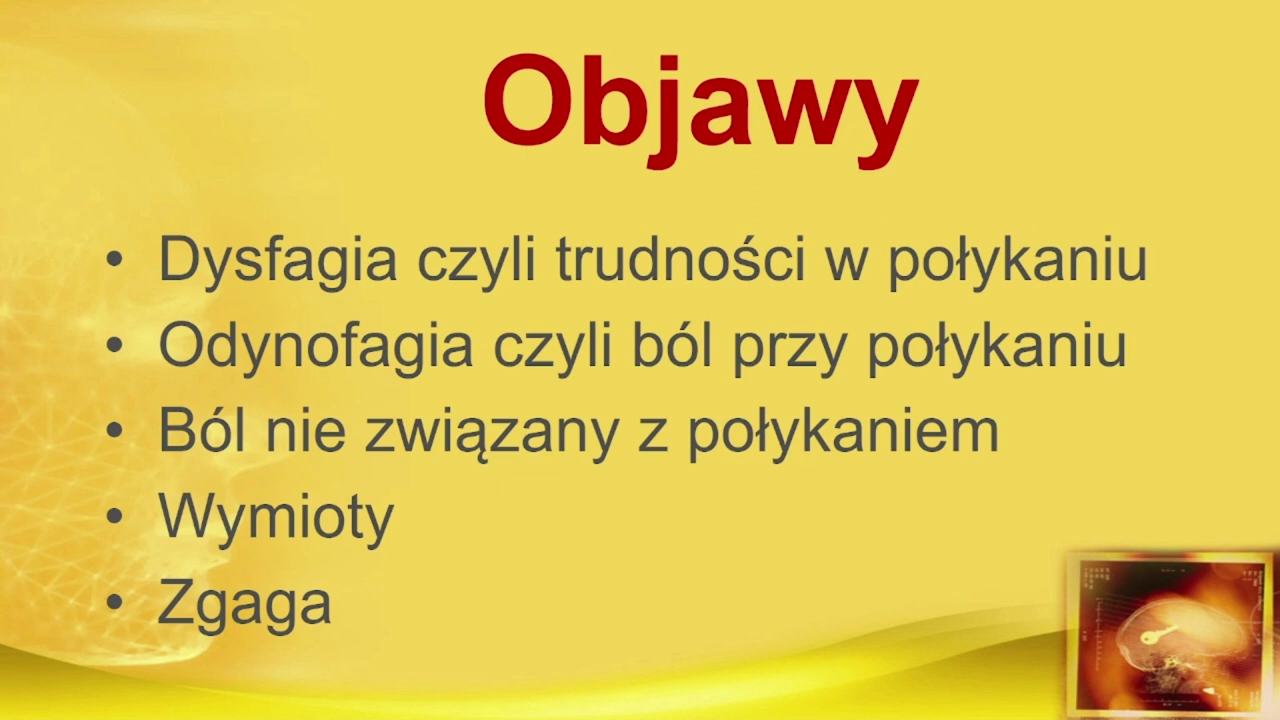 Objawy
• Dysfagia czyli trudności w połykaniu
• Odynofagia czyli ból przy połykaniu
• Ból nie związany z połykaniem
• Wymioty
• Zgaga